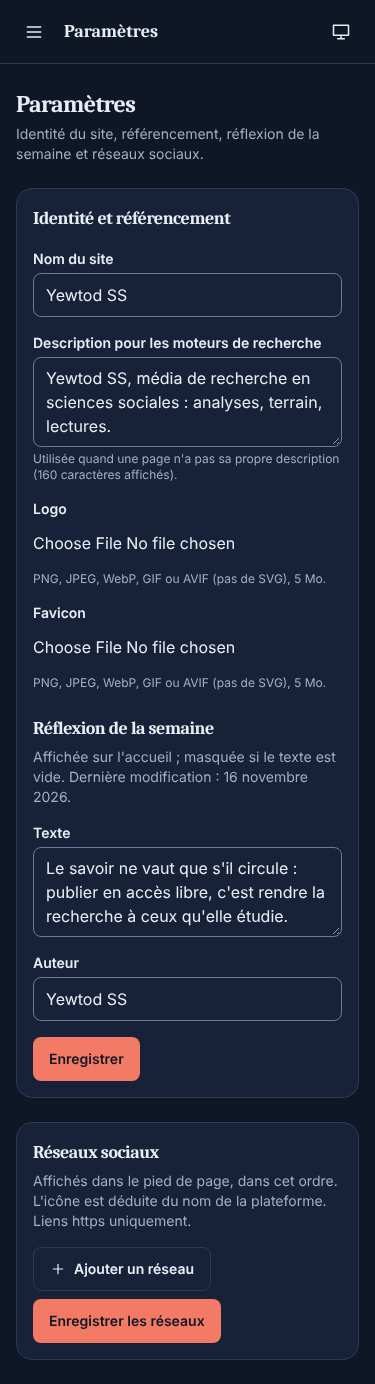 Paramètres
Paramètres
Identité du site, référencement, réflexion de la
semaine et réseaux sociaux.
Identité et référencement
Nom du site
Yewtod SS
Description pour les moteurs de recherche
Yewtod SS, média de recherche en
sciences sociales : analyses, terrain,
lectures.
Utilisée quand une page n'a pas sa propre description
(160 caractères affichés).
Logo
Choose File No file chosen
PNG, JPEG, WebP, GIF ou AVIF (pas de SVG), 5 Mo.
Favicon
Choose File No file chosen
PNG, JPEG, WebP, GIF ou AVIF (pas de SVG), 5 Mo.
Réflexion de la semaine
Affichée sur l'accueil ; masquée si le texte est
vide. Dernière modification : 16 novembre
2026.
Texte
Le savoir ne vaut que s'il circule :
publier en accès libre, c'est rendre la
recherche à ceux qu'elle étudie.
Auteur
Yewtod SS
Enregistrer
Réseaux sociaux
Affichés dans le pied de page, dans cet ordre.
L'icône est déduite du nom de la plateforme.
Liens https uniquement.
Ajouter un réseau
Enregistrer les réseaux